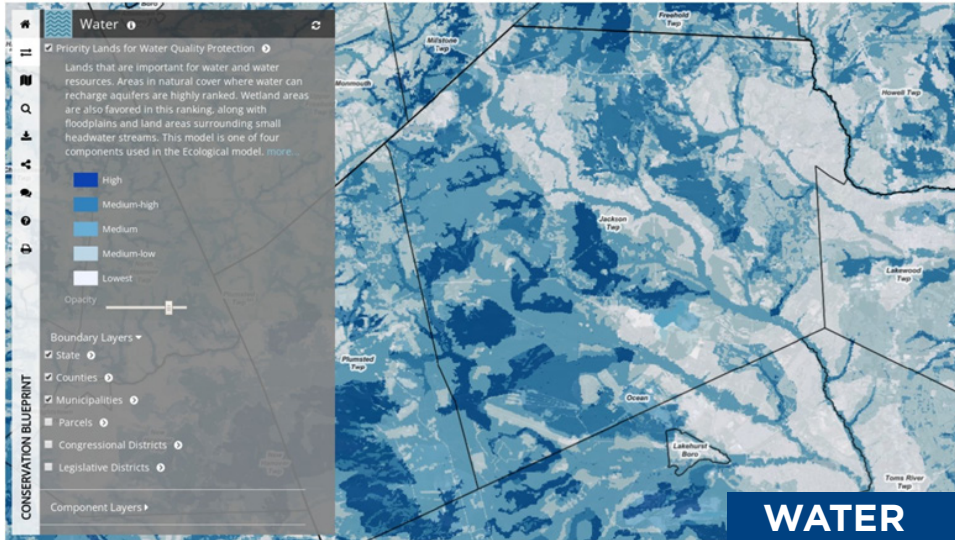 Water
Priority Lands for Water Quality Protection
Lands that are important for water and water
resources. Areas in natural cover where water can
recharge aquifers are highly ranked. Wetland areas
are also favored in this ranking, along with
floodplains and land areas surrounding small
headwater streams. This model is one of four
components used in the Ecological model. more...
High
Medium-high
Medium
Medium-low
Lowest
Opacity
Boundary Layers
State
Counties
Municipalities
Parcels
Congressional Districts
Legislative Districts
Component Layers
CONSERVATION BLUEPRINT
Boro
Millstone
Twp
Freehold
Twp
Monmouth
Howell Twp
Jackson
Twp
Lakewood
Twp
Plumsted
Twp
Ocean
Lakehurst
Boro
Toms River
Twp
WATER